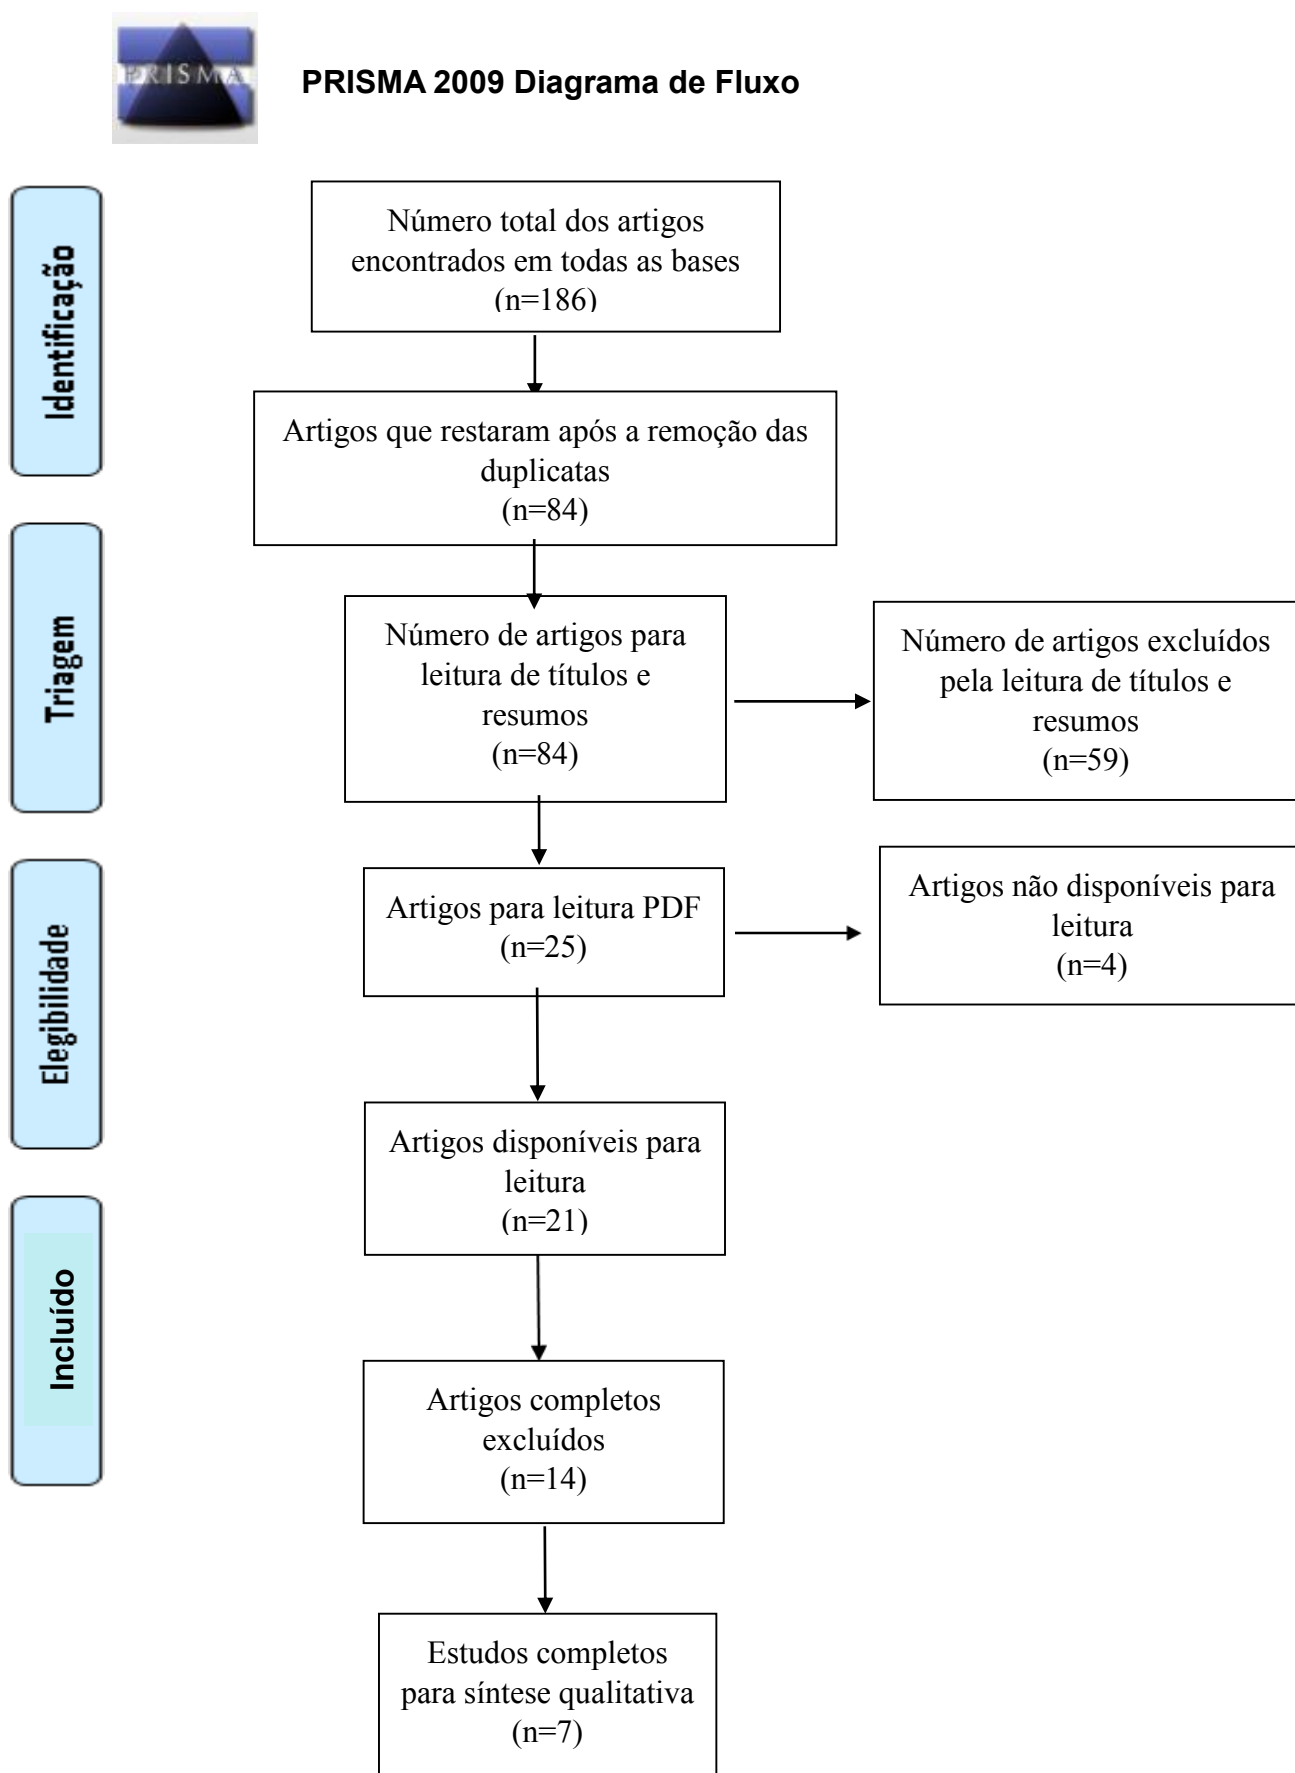 PRISMA
PRISMA 2009 Diagrama de Fluxo
Identificação
Número total dos artigos
encontrados em todas as bases
(n=186)
Artigos que restaram após a remoção das
duplicatas
(n=84)
Triagem
Número de artigos para
leitura de títulos e
resumos
(n=84)
Número de artigos excluídos
pela leitura de títulos e
resumos
(n=59)
Elegibilidade
Artigos para leitura PDF
(n=25)
Artigos não disponíveis para
leitura
(n=4)
Artigos disponíveis para
leitura
(n=21)
Incluído
Artigos completos
excluídos
(n=14)
Estudos completos
para síntese qualitativa
(n=7)